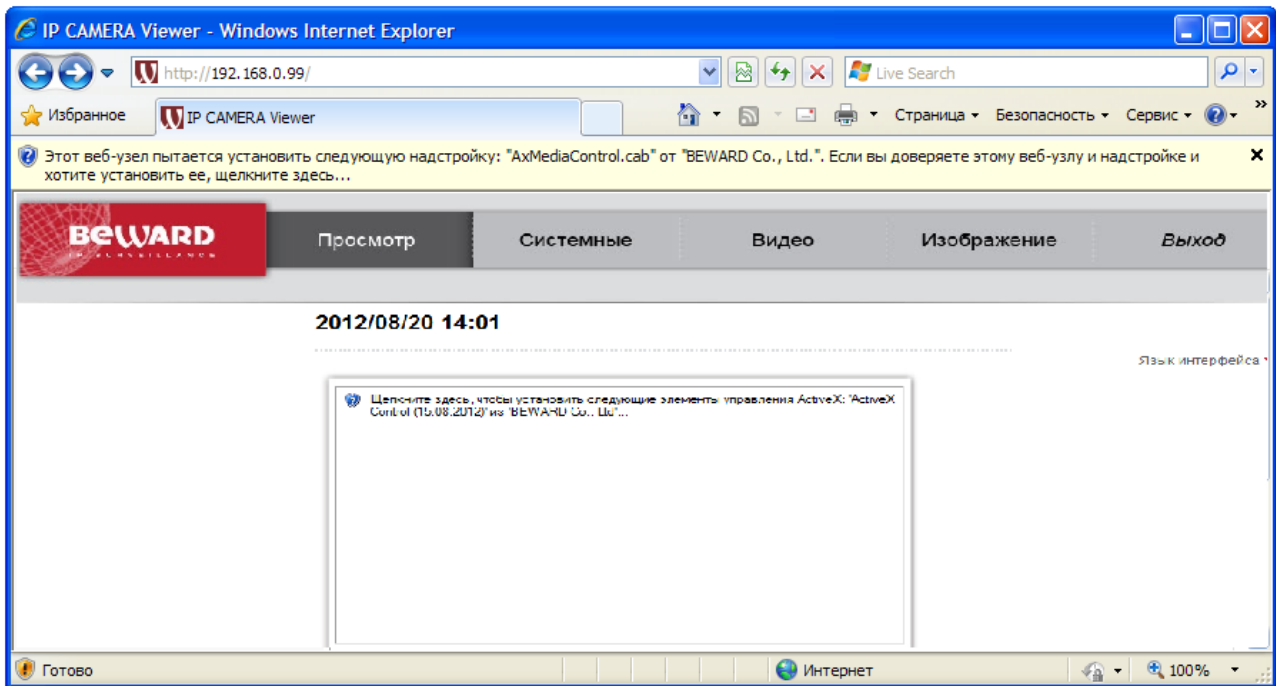 IP CAMERA Viewer - Windows Internet Explorer
http://192.168.0.99/
Live Search
Избранное
IP CAMERA Viewer
Страница
Безопасность
Сервис
Этот веб-узел пытается установить следующую надстройку: "AxMediaControl.cab" от "BEWARD Co., Ltd.". Если вы доверяете этому веб-узлу и надстройке и
хотите установить ее, щелкните здесь...
BEWARD
IP SURVEILLANCE
Просмотр
Системные
Видео
Изображение
Выход
2012/08/20 14:01
Язык интерфейса
Щелкните здесь, чтобы установить следующие элементы управления ActiveX: "ActiveX
Control (15.08.2012)" из "BEWARD Co., Ltd"...
Готово
Интернет
100%